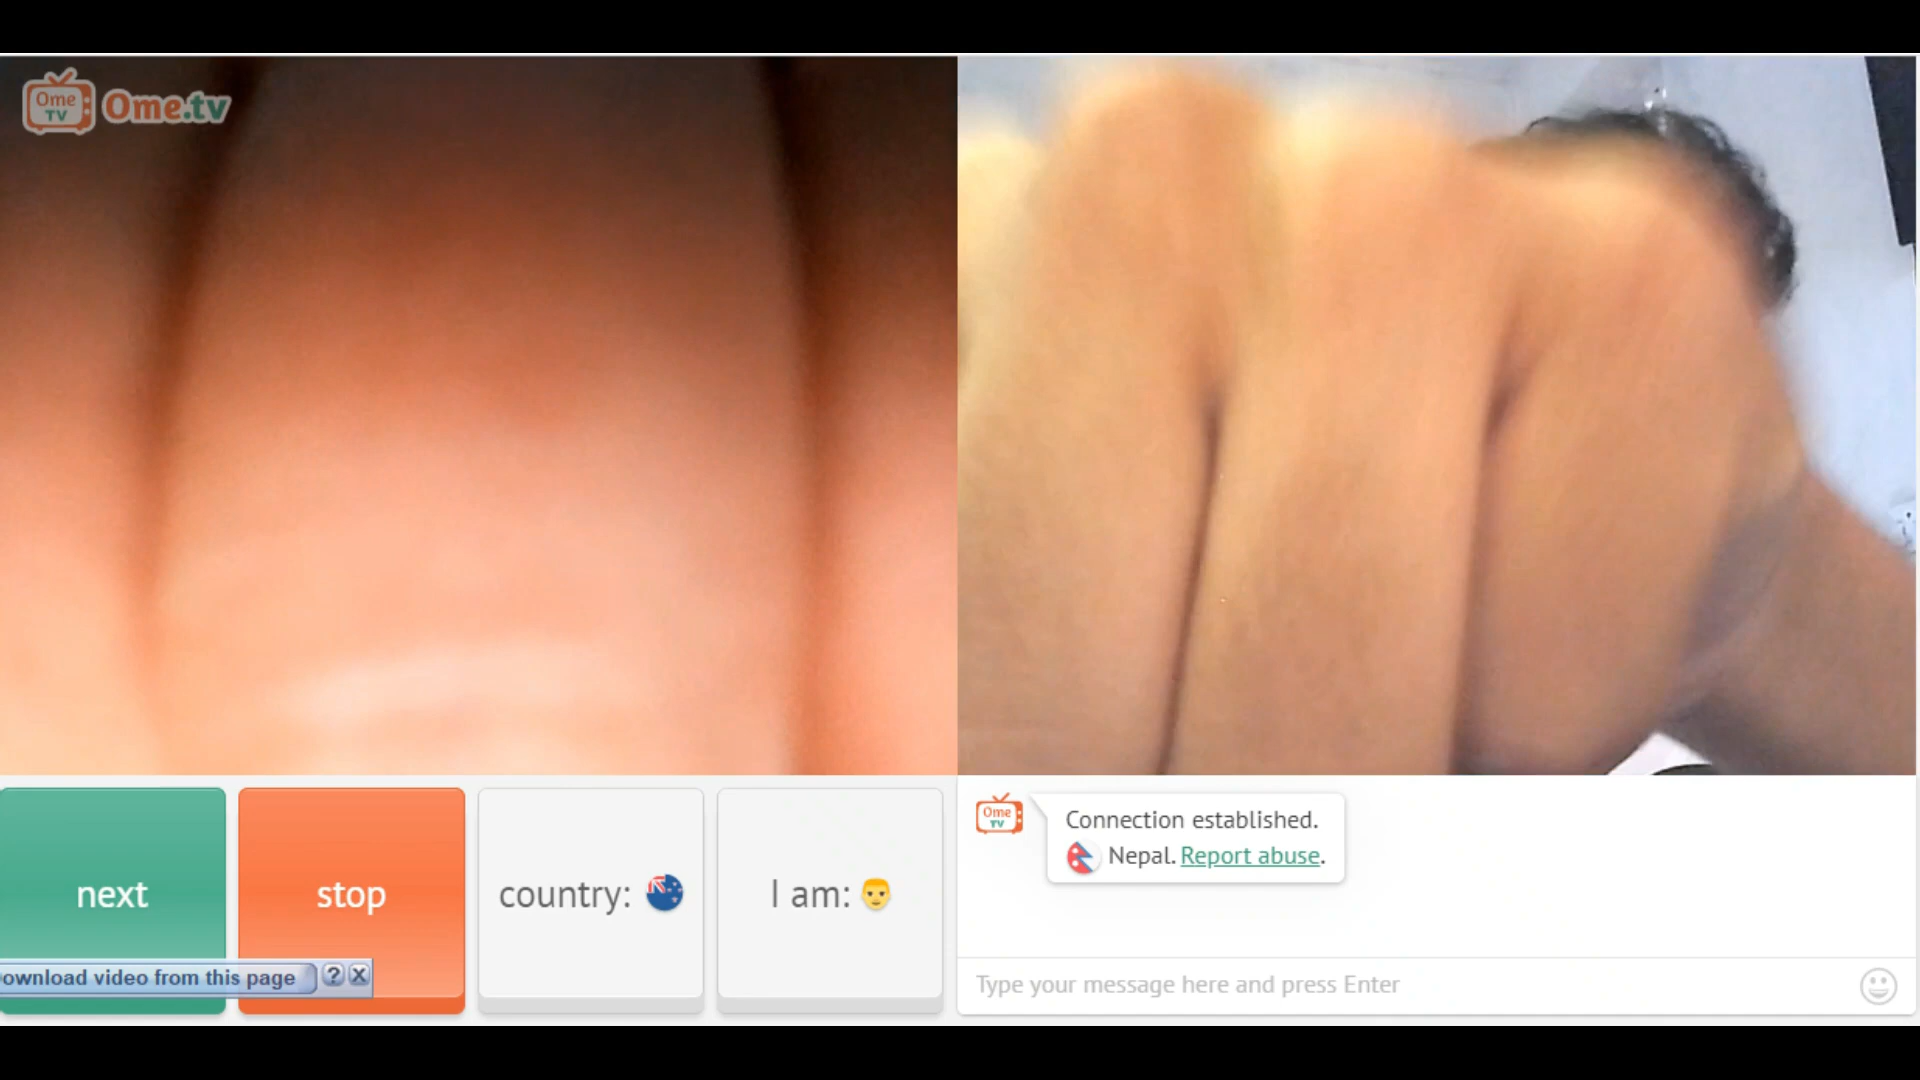 Ome
TV
Ome.tv
next
stop
country:
I am:
ownload video from this page
?
X
Ome
TV
Connection established.
Nepal. Report abuse.
Type your message here and press Enter